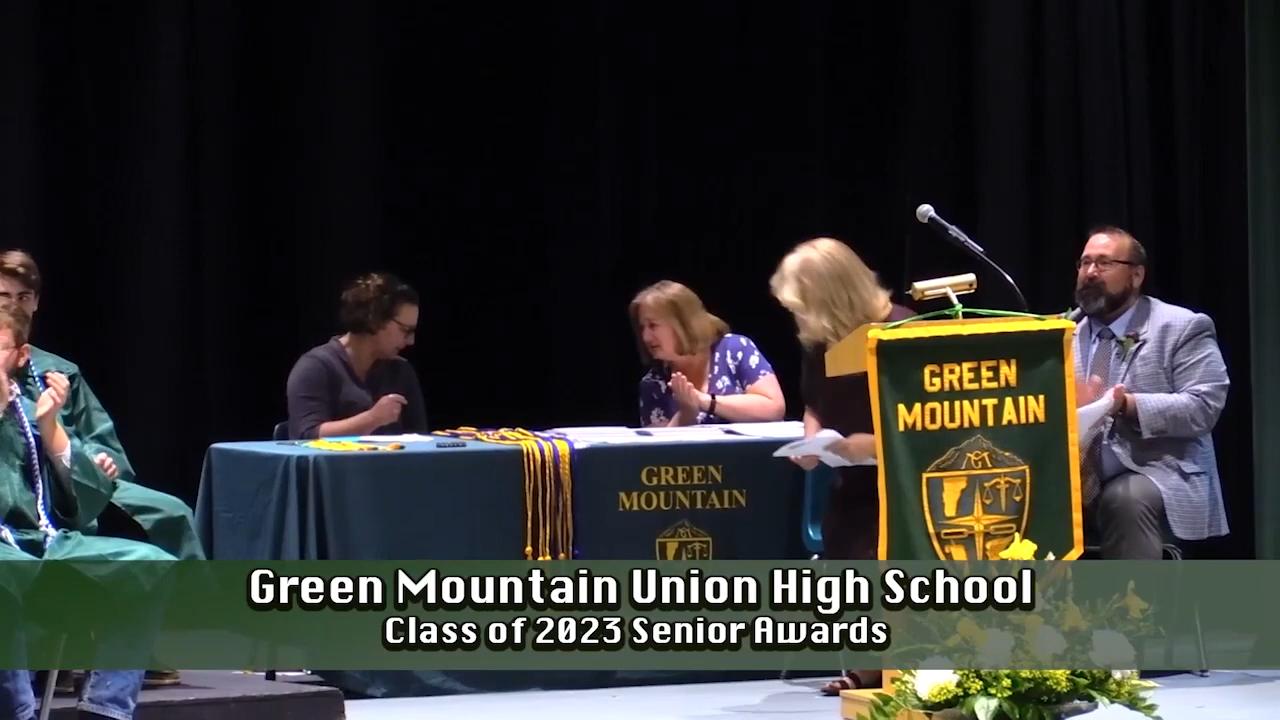 GREEN
MOUNTAIN
GREEN
MOUNTAIN
Green Mountain Union High School
Class of 2023 Senior Awards